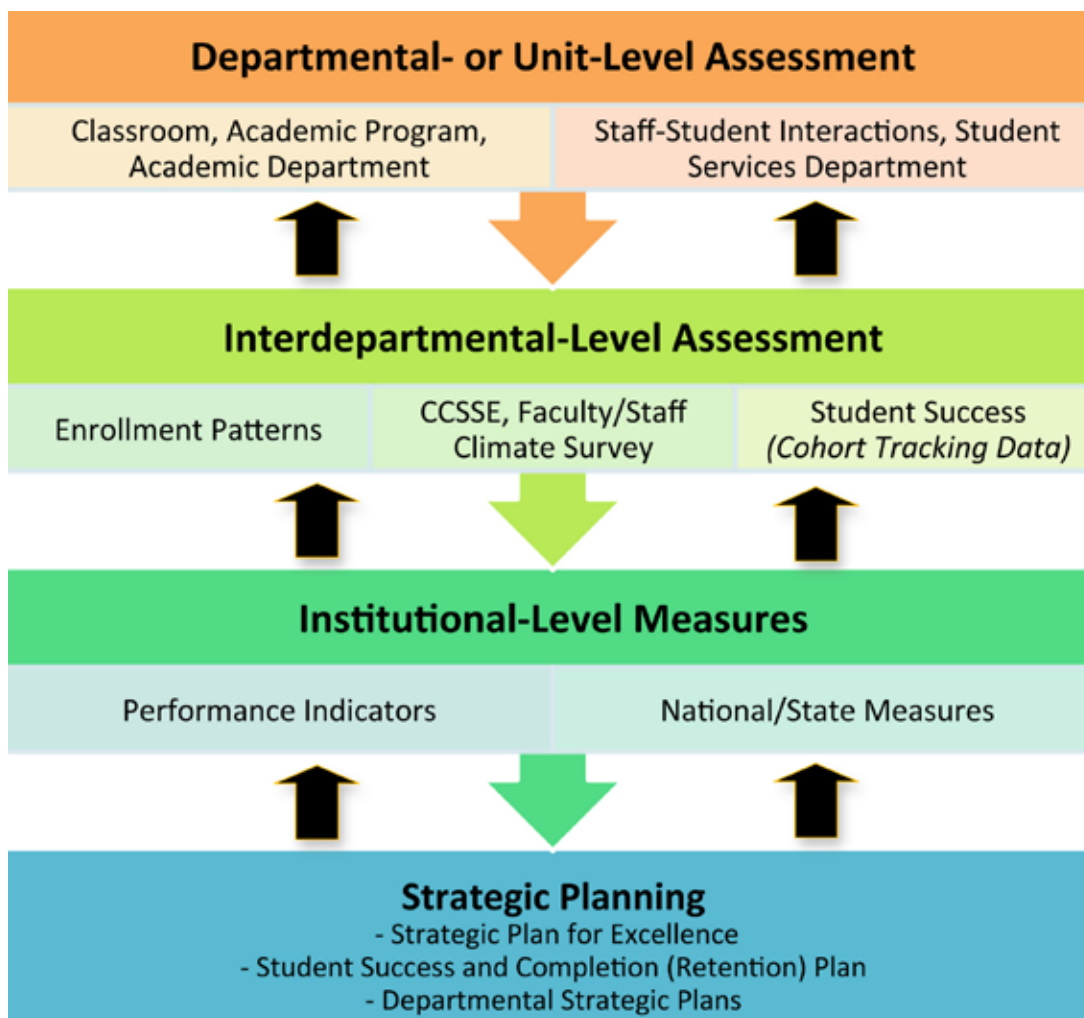 Departmental- or Unit-Level Assessment
Classroom, Academic Program,
Academic Department
Staff-Student Interactions, Student
Services Department
Interdepartmental-Level Assessment
Enrollment Patterns
CCSSE, Faculty/Staff
Climate Survey
Student Success
(Cohort Tracking Data)
Institutional-Level Measures
Performance Indicators
National/State Measures
Strategic Planning
- Strategic Plan for Excellence
- Student Success and Completion (Retention) Plan
- Departmental Strategic Plans